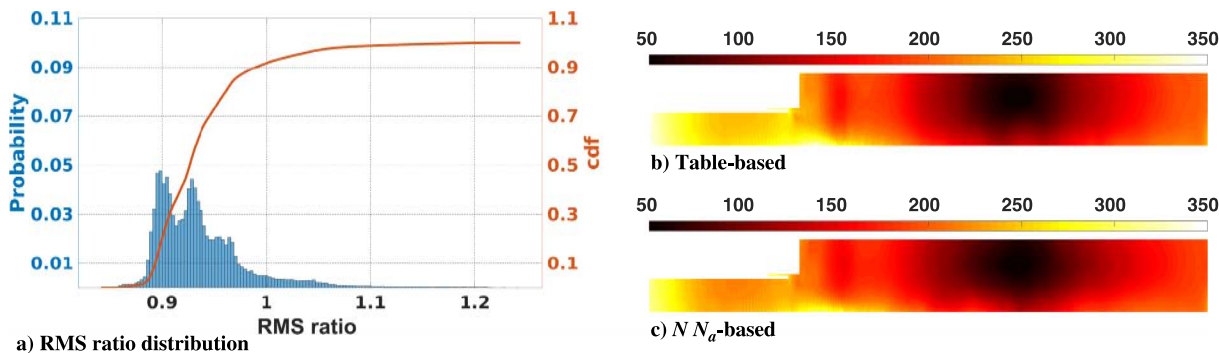 0.11
0.09
0.07
0.05
0.03
0.01
Probability
1.1
0.9
0.7
0.5
0.3
0.1
cdf
0.9 1 1.1 1.2
RMS ratio
a) RMS ratio distribution
50 100 150 200 250 300 350
b) Table-based
50 100 150 200 250 300 350
c) N Nₐ-based